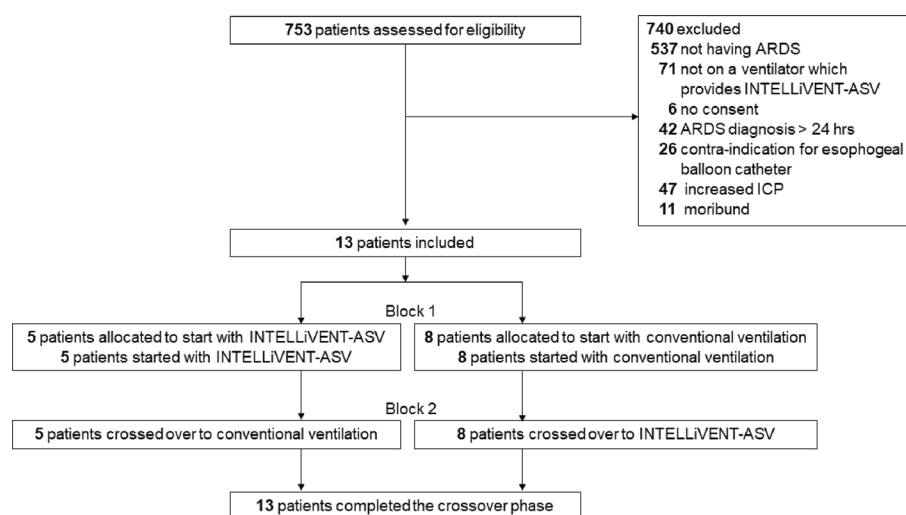 753 patients assessed for eligibility
740 excluded
537 not having ARDS
71 not on a ventilator which
provides INTELLiVENT-ASV
6 no consent
42 ARDS diagnosis > 24 hrs
26 contra-indication for esophogeal
balloon catheter
47 increased ICP
11 moribund
13 patients included
Block 1
5 patients allocated to start with INTELLiVENT-ASV
5 patients started with INTELLiVENT-ASV
8 patients allocated to start with conventional ventilation
8 patients started with conventional ventilation
Block 2
5 patients crossed over to conventional ventilation
8 patients crossed over to INTELLiVENT-ASV
13 patients completed the crossover phase